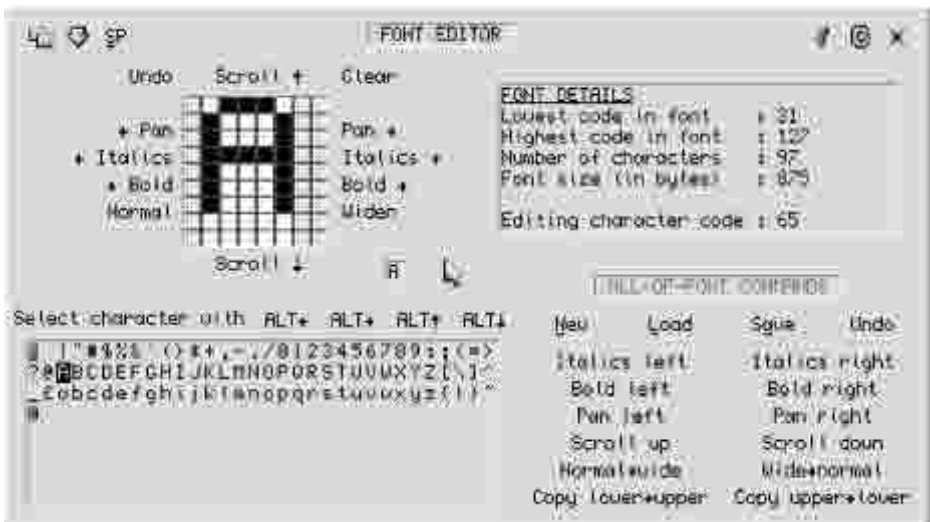 SP FONT EDITOR
Undo Scroll ↑ Clear
← Pan Pan →
← Italics Italics →
← Bold Bold →
Normal Wider
Scroll ↓
A
FONT DETAILS
Lowest code in font : 31
Highest code in font : 127
Number of characters : 97
Font size (in bytes) : 875
Editing character code : 65
Select character with ALT← ALT→ ALT↑ ALT↓
!"#$%&'()*+,-./0123456789:;<=>
?@ABCDEFGHIJKLMNOPQRSTUVWXYZ[\]^
_£abcdefghijklmnopqrstuvwxyz{|}~
ALL-OF-FONT COMMANDS
New Load Save Undo
Italics left Italics right
Bold left Bold right
Pan left Pan right
Scroll up Scroll down
Normal→wide Wide→normal
Copy lower→upper Copy upper→lower